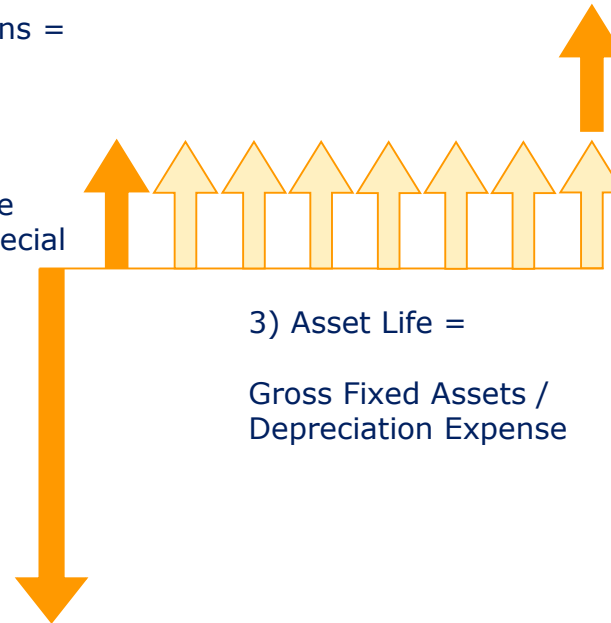 ns =
e
ecial
3) Asset Life =
Gross Fixed Assets /
Depreciation Expense